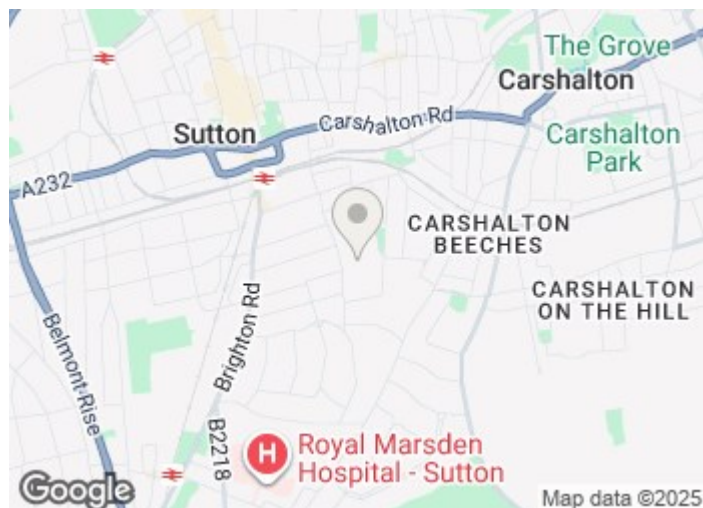 The Grove
Carshalton
Carshalton Rd
Sutton
Carshalton
Park
A232
CARSHALTON
BEECHES
CARSHALTON
ON THE HILL
Belmont Rise
Brighton Rd
B2218
H
Royal Marsden
Hospital - Sutton
Google
Map data ©2025